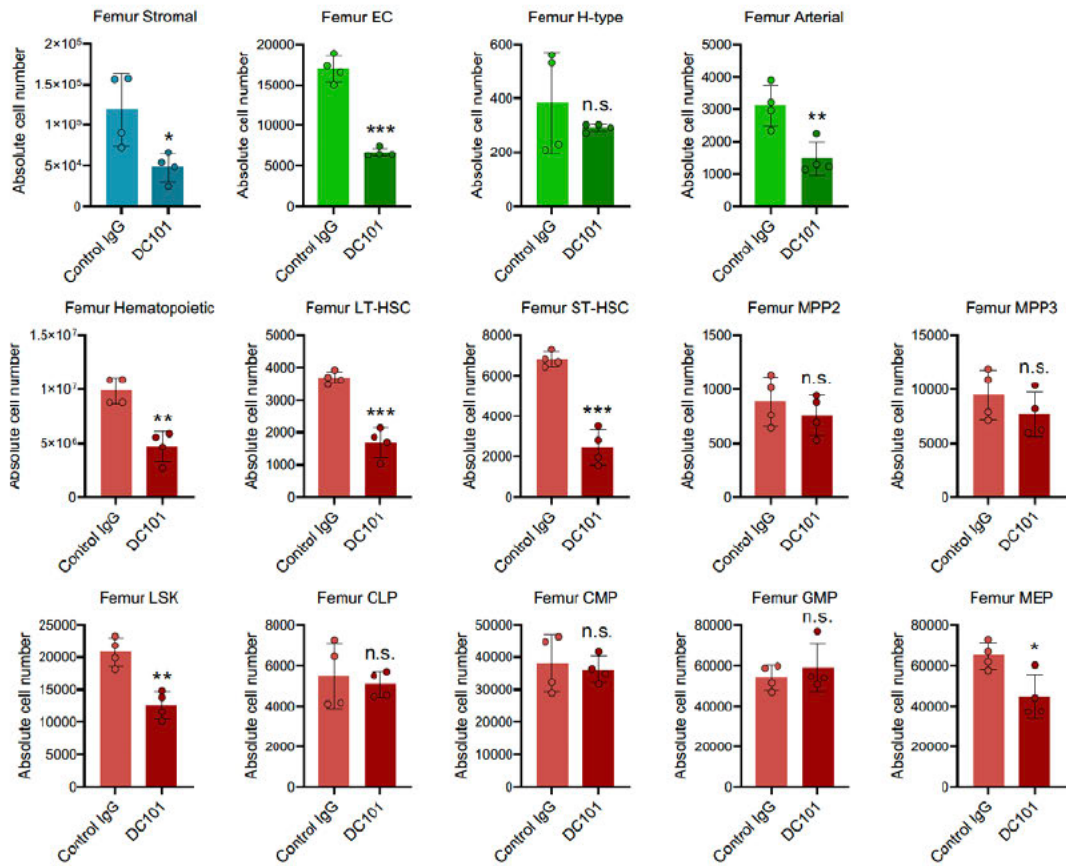 Femur Stromal
Absolute cell number
2×10⁵
1.5×10⁵
1×10⁵
5×10⁴
0
*
Control IgG
DC101
Femur EC
Absolute cell number
20000
15000
10000
5000
0
***
Control IgG
DC101
Femur H-type
Absolute cell number
600
400
200
0
n.s.
Control IgG
DC101
Femur Arterial
Absolute cell number
5000
4000
3000
2000
1000
0
**
Control IgG
DC101
Femur Hematopoietic
Absolute cell number
1.5×10⁷
1×10⁷
5×10⁶
0
**
Control IgG
DC101
Femur LT-HSC
Absolute cell number
5000
4000
3000
2000
1000
0
***
Control IgG
DC101
Femur ST-HSC
Absolute cell number
8000
6000
4000
2000
0
***
Control IgG
DC101
Femur MPP2
Absolute cell number
1500
1000
500
0
n.s.
Control IgG
DC101
Femur MPP3
Absolute cell number
15000
10000
5000
0
n.s.
Control IgG
DC101
Femur LSK
Absolute cell number
25000
20000
15000
10000
5000
0
**
Control IgG
DC101
Femur CLP
Absolute cell number
8000
6000
4000
2000
0
n.s.
Control IgG
DC101
Femur CMP
Absolute cell number
50000
40000
30000
20000
10000
0
n.s.
Control IgG
DC101
Femur GMP
Absolute cell number
80000
60000
40000
20000
0
n.s.
Control IgG
DC101
Femur MEP
Absolute cell number
80000
60000
40000
20000
0
*
Control IgG
DC101